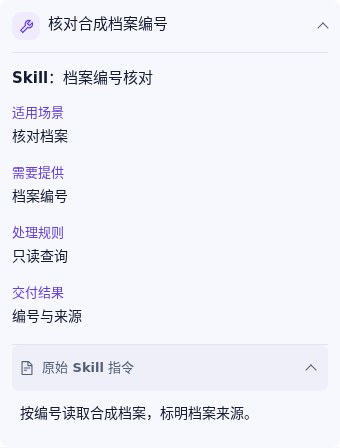 核对合成档案编号
Skill：档案编号核对
适用场景
核对档案
需要提供
档案编号
处理规则
只读查询
交付结果
编号与来源
原始 Skill 指令
按编号读取合成档案，标明档案来源。